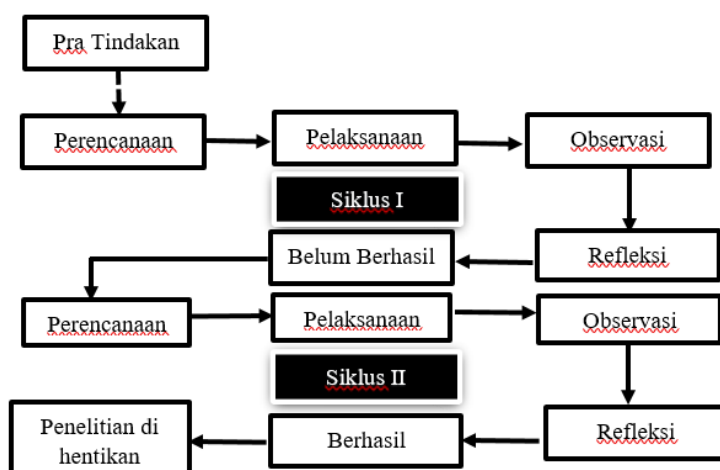 Pra Tindakan
Perencanaan
Pelaksanaan
Observasi
Siklus I
Refleksi
Belum Berhasil
Perencanaan
Pelaksanaan
Observasi
Siklus II
Refleksi
Berhasil
Penelitian di
hentikan